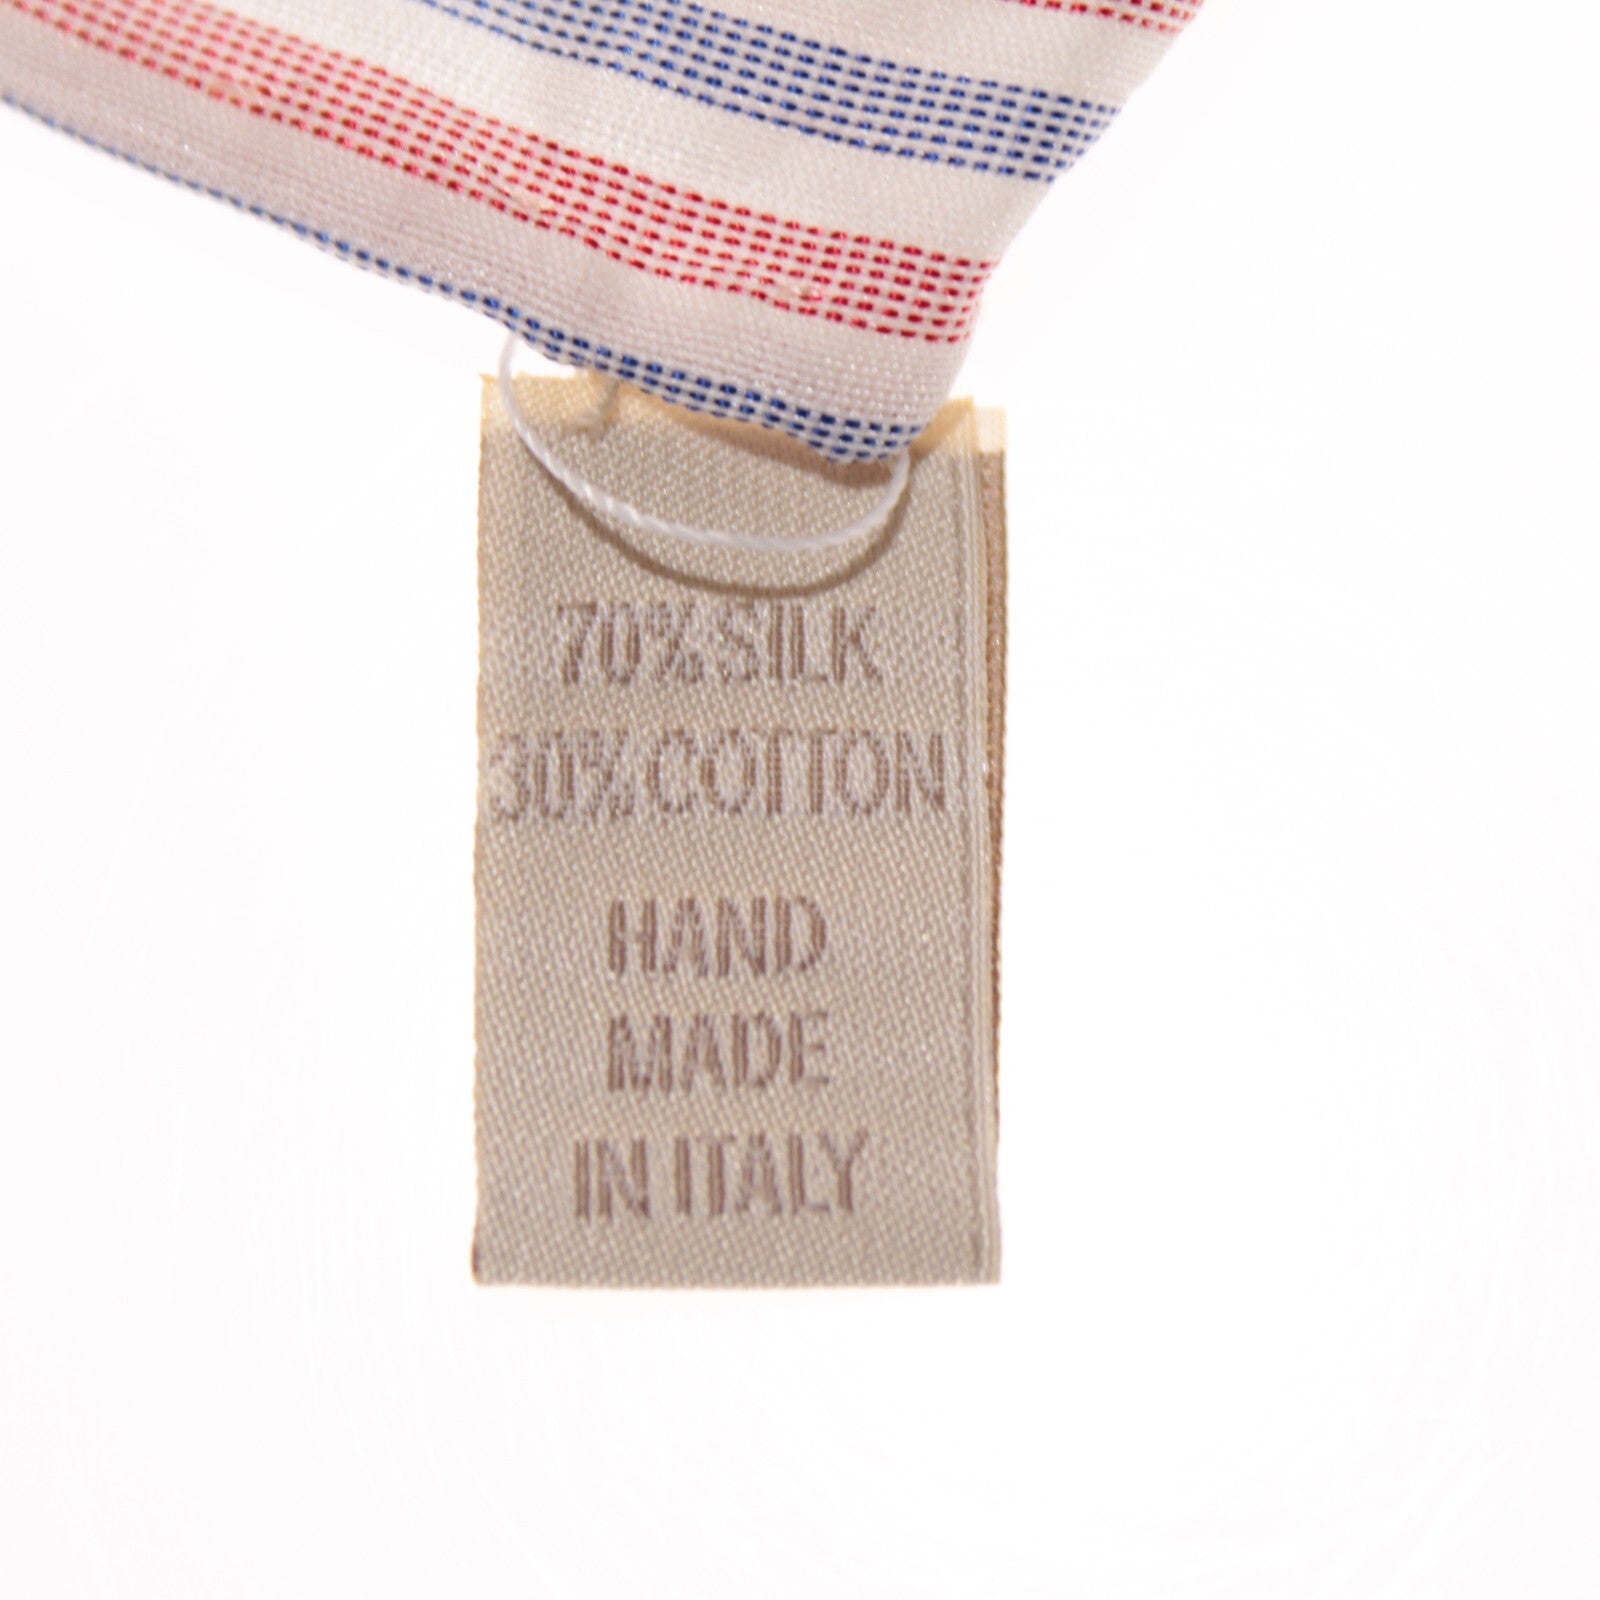 70% SILK
30% COTTON
HAND
MADE
IN ITALY